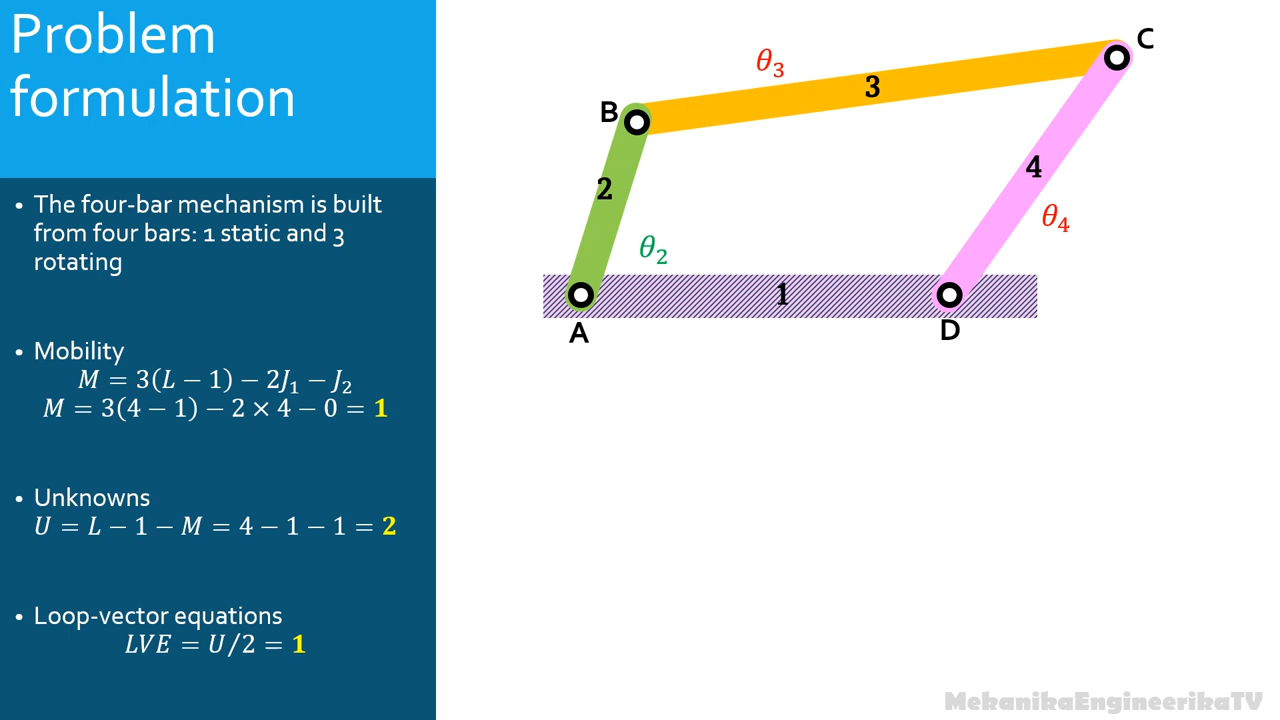 Problem
formulation
• The four-bar mechanism is built
from four bars: 1 static and 3
rotating
• Mobility
M = 3(L − 1) − 2J₁ − J₂
M = 3(4 − 1) − 2 × 4 − 0 = 1
• Unknowns
U = L − 1 − M = 4 − 1 − 1 = 2
• Loop-vector equations
LVE = U/2 = 1
C
θ₃
3
B
4
2
θ₄
θ₂
1
A
D
MekanikaEngineerikaTV